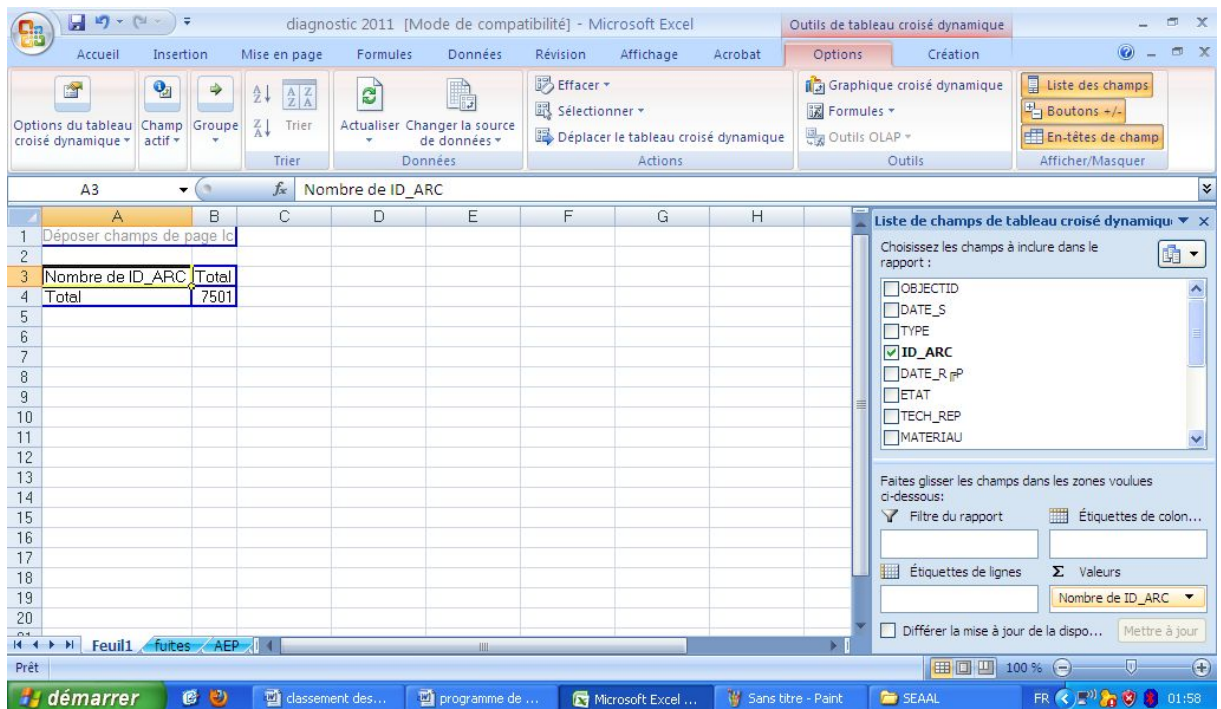 diagnostic 2011 [Mode de compatibilité] - Microsoft Excel
Outils de tableau croisé dynamique
Accueil Insertion Mise en page Formules Données Révision Affichage Acrobat Options Création
Options du tableau croisé dynamique
Champ actif
Groupe
Trier
Trier
Actualiser
Changer la source de données
Données
Effacer
Sélectionner
Déplacer le tableau croisé dynamique
Actions
Graphique croisé dynamique
Formules
Outils OLAP
Outils
Liste des champs
Boutons +/-
En-têtes de champ
Afficher/Masquer
A3 fx Nombre de ID_ARC
A B C D E F G H
1 Déposer champs de page Ic
2
3 Nombre de ID_ARC Total
4 Total 7501
5
6
7
8
9
10
11
12
13
14
15
16
17
18
19
20
Liste de champs de tableau croisé dynamiqu
Choisissez les champs à inclure dans le
rapport :
OBJECTID
DATE_S
TYPE
ID_ARC
DATE_R P
ETAT
TECH_REP
MATERIAU
Faites glisser les champs dans les zones voulues
ci-dessous:
Filtre du rapport
Étiquettes de colon...
Étiquettes de lignes
Σ Valeurs
Nombre de ID_ARC
Différer la mise à jour de la dispo...
Mettre à jour
Feuil1 fuites AEP
Prêt
100 %
démarrer
classement des...
programme de ...
Microsoft Excel ...
Sans titre - Paint
SEAAL
FR
01:58